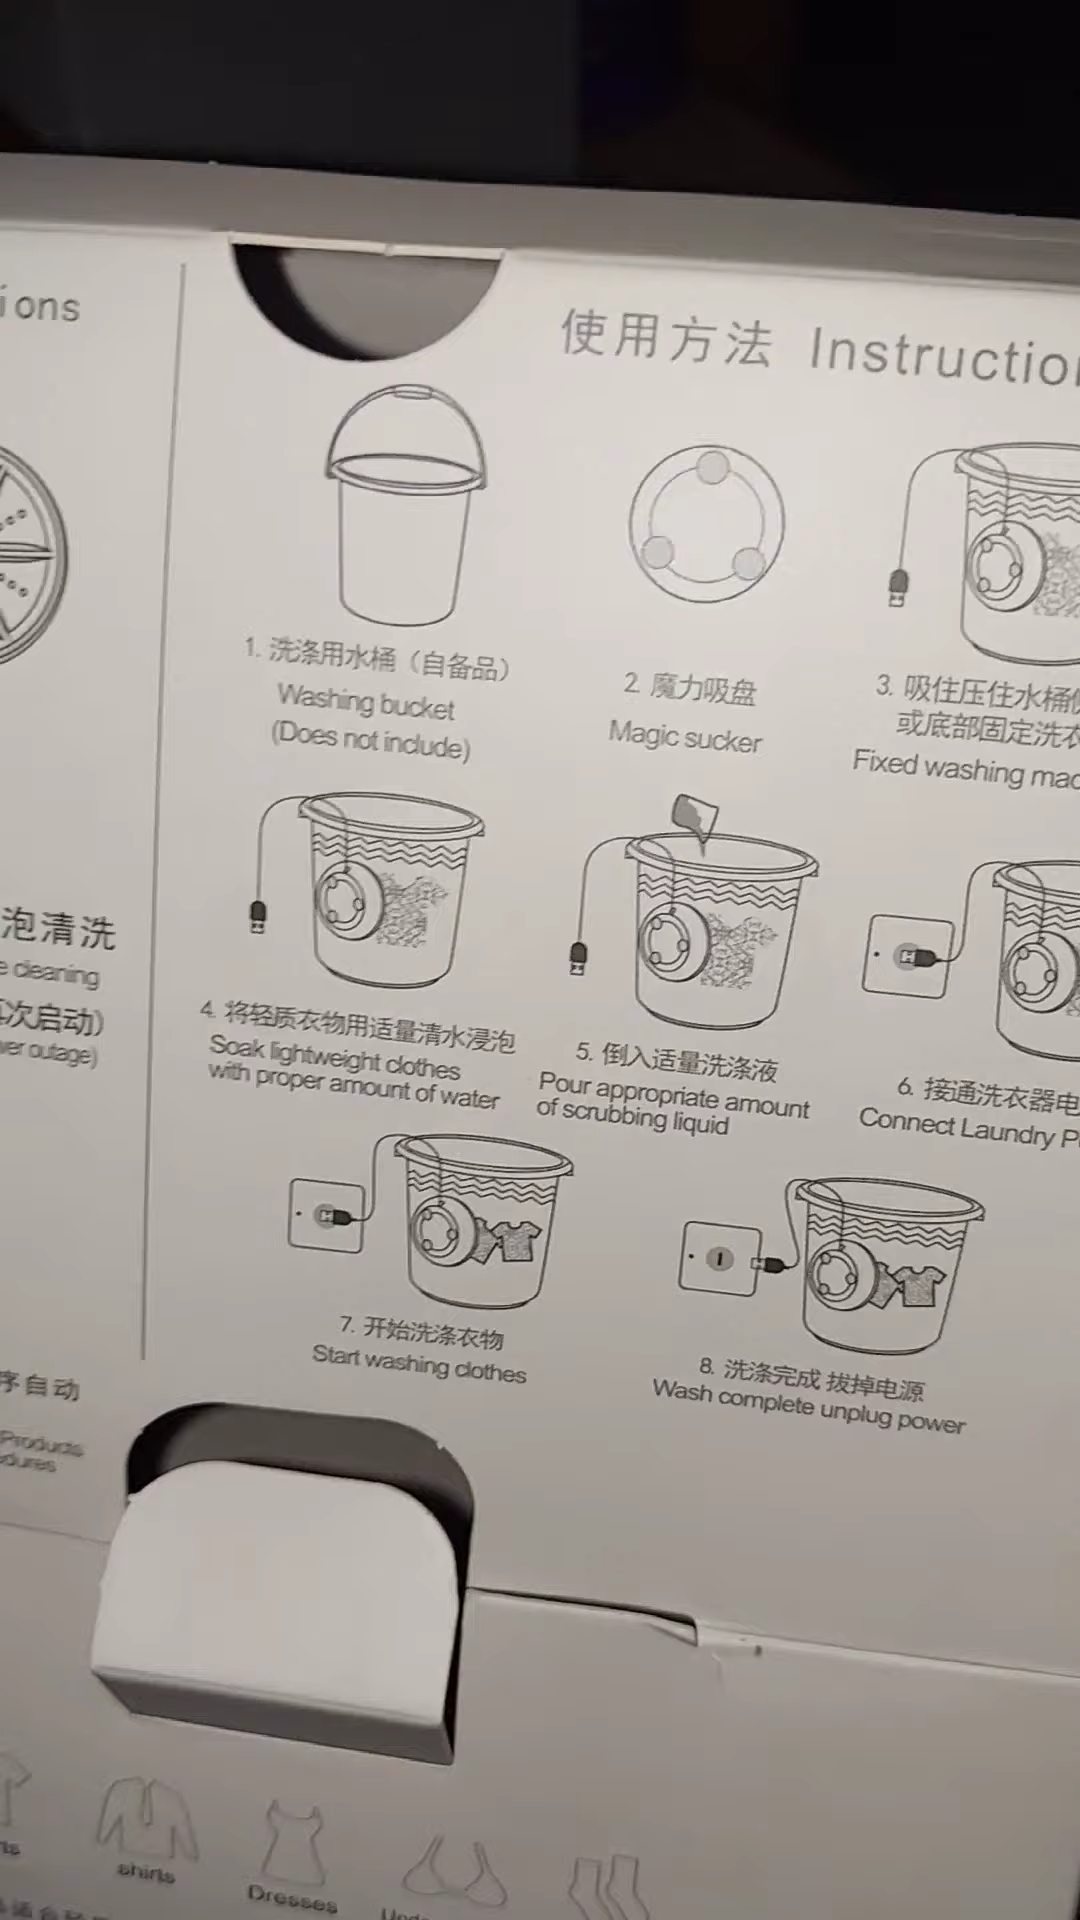 ions
使用方法 Instructio
1. 洗涤用水桶（自备品）
Washing bucket
(Does not include)
2. 魔力吸盘
Magic sucker
3. 吸住压住水桶
或底部固定洗衣
Fixed washing mac
泡清洗
e cleaning
次启动）
wer outage)
4. 将轻质衣物用适量清水浸泡
Soak lightweight clothes
with proper amount of water
5. 倒入适量洗涤液
Pour appropriate amount
of scrubbing liquid
6. 接通洗衣器电
Connect Laundry P
7. 开始洗涤衣物
Start washing clothes
8. 洗涤完成 拔掉电源
Wash complete unplug power
序自动
Products
dures
shirts
Dresses